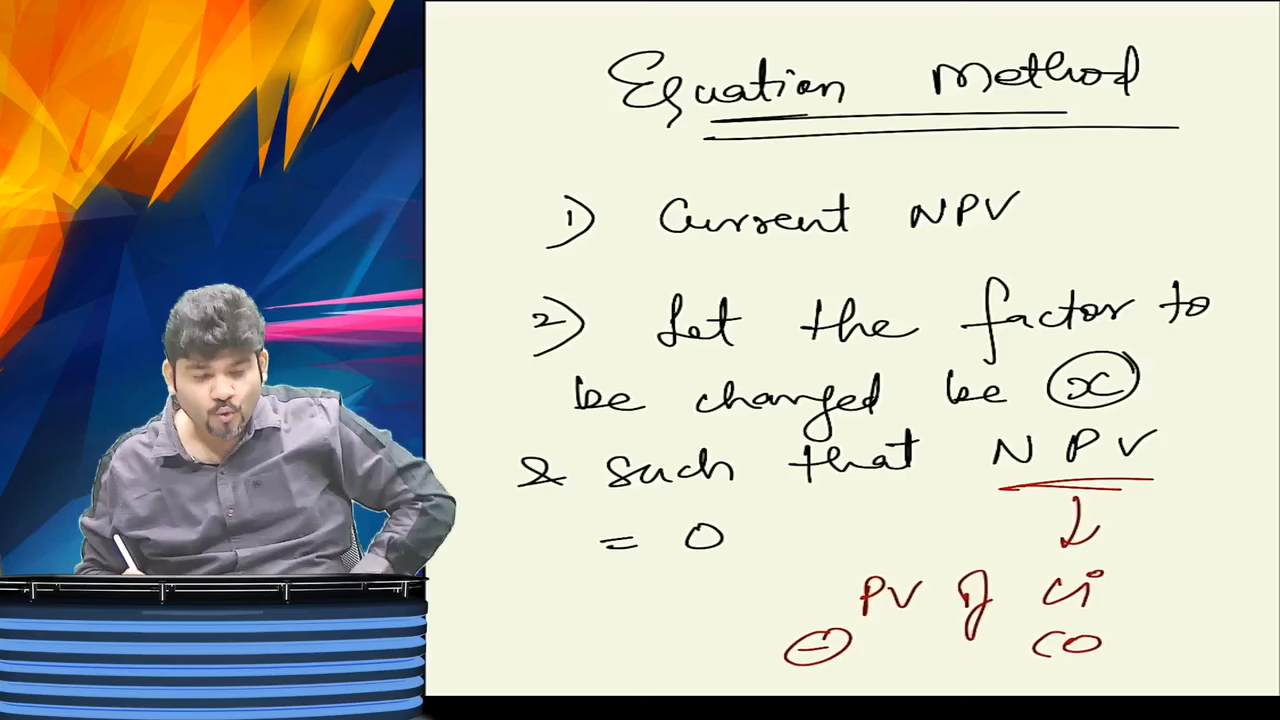 Equation Method
1) Current NPV
2) Let the factor to
be changed be x
& such that NPV
= 0
PV of CI
- CO